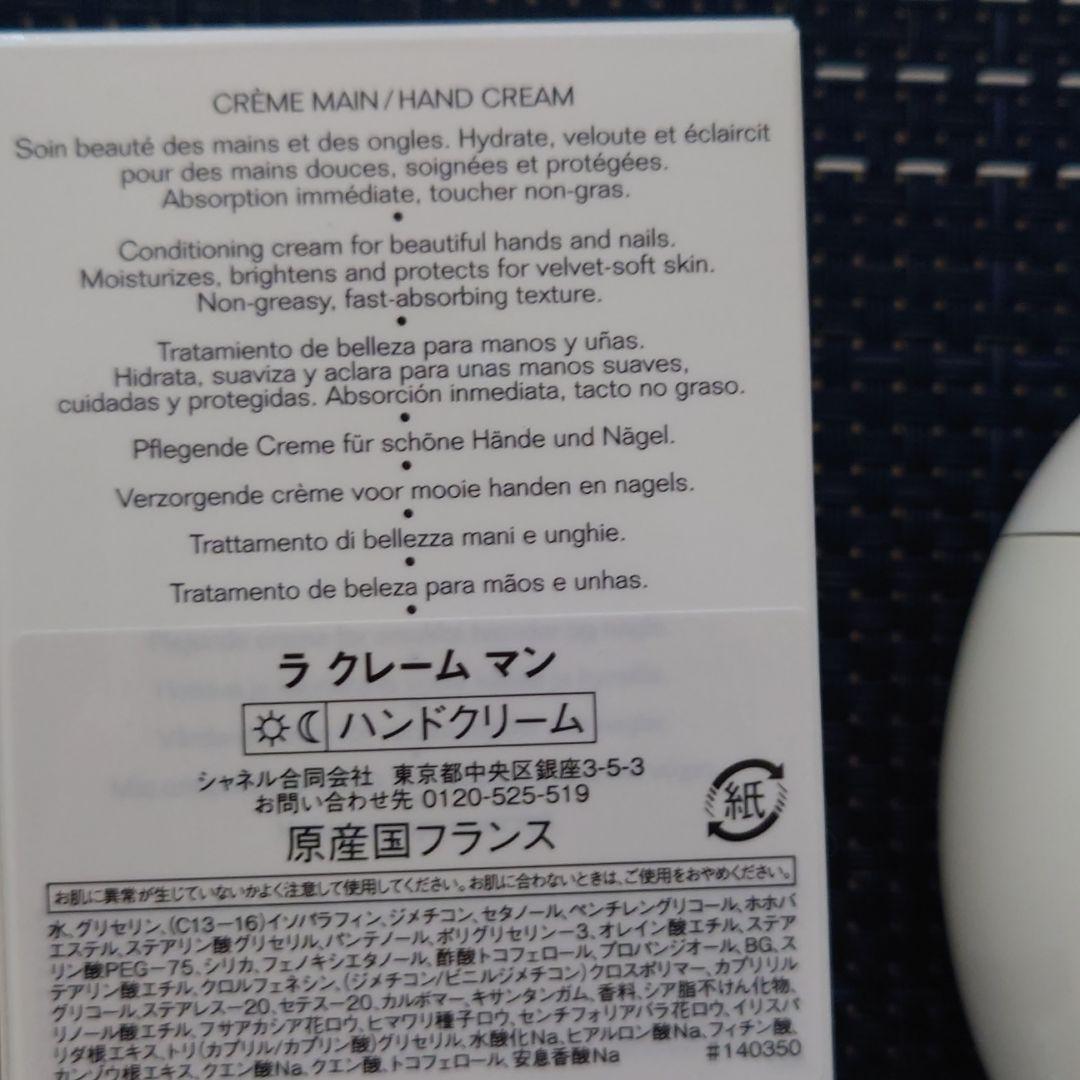 CRÈME MAIN / HAND CREAM
Soin beauté des mains et des ongles. Hydrate, veloute et éclaircit
pour des mains douces, soignées et protégées.
Absorption immédiate, toucher non-gras.
•
Conditioning cream for beautiful hands and nails.
Moisturizes, brightens and protects for velvet-soft skin.
Non-greasy, fast-absorbing texture.
•
Tratamiento de belleza para manos y uñas.
Hidrata, suaviza y aclara para unas manos suaves,
cuidadas y protegidas. Absorción inmediata, tacto no graso.
•
Pflegende Creme für schöne Hände und Nägel.
•
Verzorgende crème voor mooie handen en nagels.
•
Trattamento di bellezza mani e unghie.
•
Tratamento de beleza para mãos e unhas.
•
ラ クレーム マン
ハンドクリーム
シャネル合同会社 東京都中央区銀座3-5-3
お問い合わせ先 0120-525-519
紙
原産国フランス
お肌に異常が生じていないかよく注意して使用してください。お肌に合わないときは、ご使用をおやめください。
水、グリセリン、(C13-16)イソパラフィン、ジメチコン、セタノール、ペンチレングリコール、ホホバ
エステル、ステアリン酸グリセリル、パンテノール、ポリグリセリン-3、オレイン酸エチル、ステア
リン酸PEG-75、シリカ、フェノキシエタノール、酢酸トコフェロール、プロパンジオール、BG、ス
テアリン酸エチル、クロルフェネシン、(ジメチコン/ビニルジメチコン)クロスポリマー、カプリリル
グリコール、ステアレス-20、セテス-20、カルボマー、キサンタンガム、香料、シア脂不けん化物、
リノール酸エチル、フサアカシア花ロウ、ヒマワリ種子ロウ、センチフォリアバラ花ロウ、イリスパ
リダ根エキス、トリ(カプリル/カプリン酸)グリセリル、水酸化Na、ヒアルロン酸Na、フィチン酸、
カンゾウ根エキス、クエン酸Na、クエン酸、トコフェロール、安息香酸Na
#140350